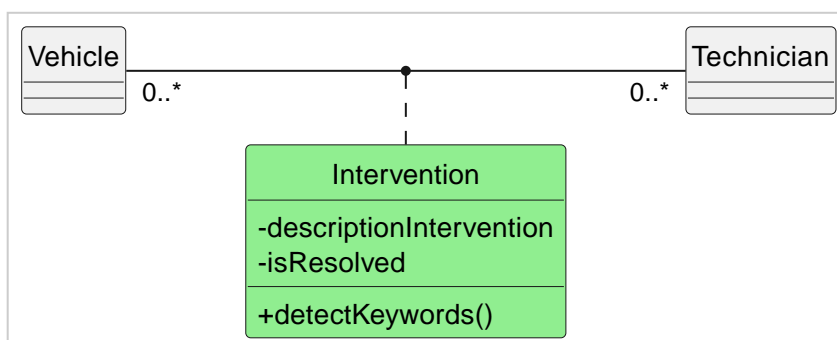 Vehicle
Technician
0..*
0..*
Intervention
-descriptionIntervention
-isResolved
+detectKeywords()